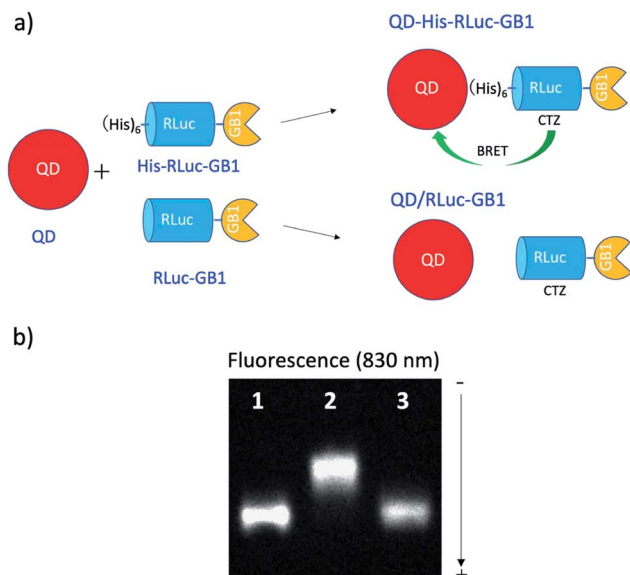 a)
QD-His-RLuc-GB1
QD
(His)6
RLuc
GB1
CTZ
BRET
(His)6
RLuc
GB1
His-RLuc-GB1
QD
+
QD
RLuc
GB1
RLuc-GB1
QD/RLuc-GB1
QD
RLuc
GB1
CTZ
b)
Fluorescence (830 nm)
1 2 3
-
+